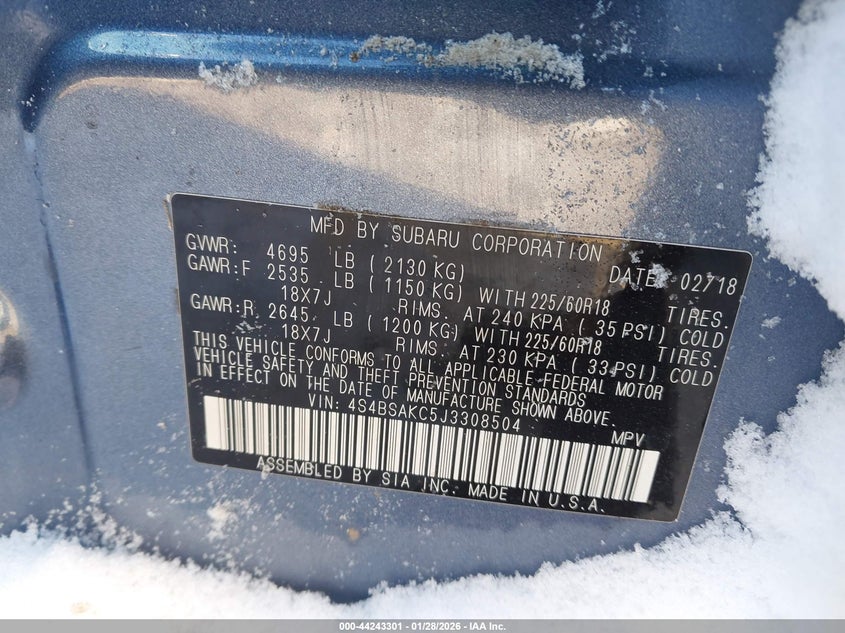 MFD BY SUBARU CORPORATION
GVWR: 4695 LB ( 2130 KG) DATE: 02/18
GAWR:F 2535 LB ( 1150 KG) WITH 225/60R18 TIRES.
18X7J RIMS. AT 240 KPA ( 35 PSI) COLD
GAWR:R 2645 LB ( 1200 KG) WITH 225/60R18 TIRES.
18X7J RIMS. AT 230 KPA ( 33 PSI) COLD
THIS VEHICLE CONFORMS TO ALL APPLICABLE FEDERAL MOTOR
VEHICLE SAFETY AND THEFT PREVENTION STANDARDS
IN EFFECT ON THE DATE OF MANUFACTURE SHOWN ABOVE.
VIN: 4S4BSAKC5J3308504 MPV
ASSEMBLED BY SIA INC. MADE IN U.S.A.
000-44243301 | 01/28/2026 | IAA Inc.